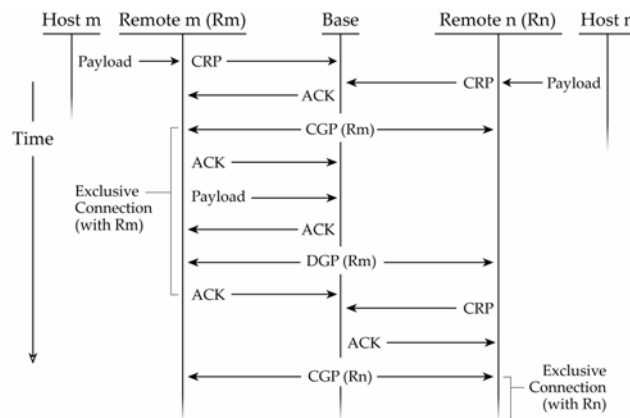 Host m Remote m (Rm) Base Remote n (Rn) Host n
Payload CRP
CRP Payload
ACK
Time
CGP (Rm)
ACK
Exclusive
Connection
(with Rm)
Payload
ACK
DGP (Rm)
ACK
CRP
ACK
CGP (Rn)
Exclusive
Connection
(with Rn)